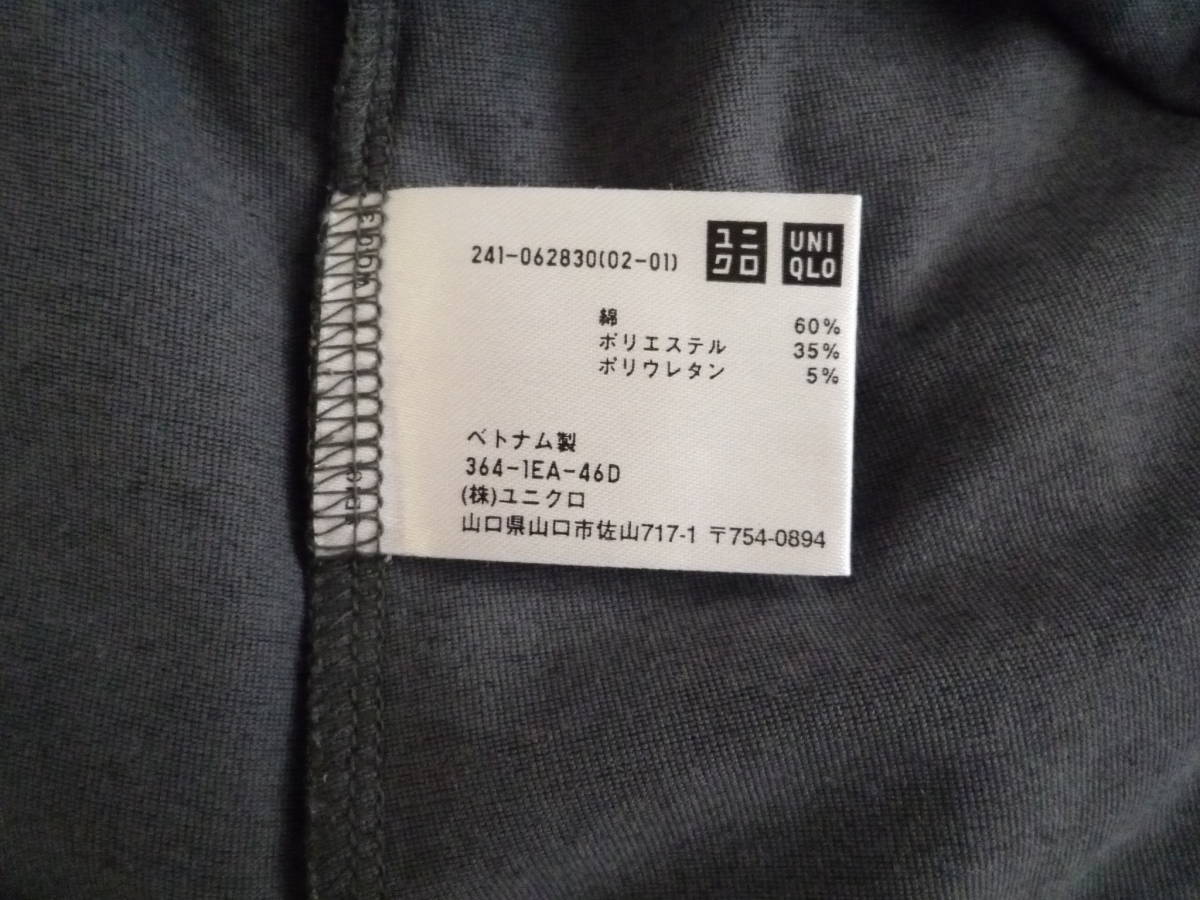 241-062830(02-01)
ユニ
クロ
UNI
QLO
綿 60%
ポリエステル 35%
ポリウレタン 5%
ベトナム製
364-1EA-46D
(株)ユニクロ
山口県山口市佐山717-1 〒754-0894